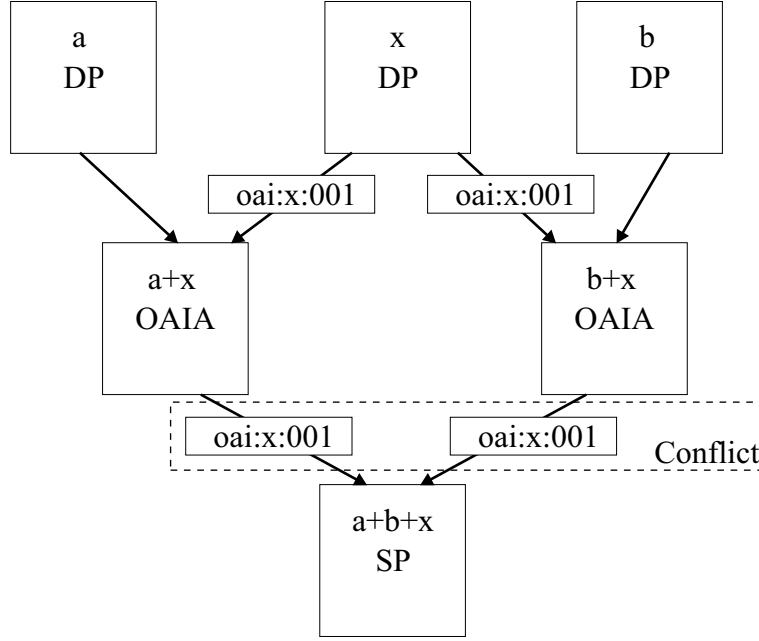 a
DP
x
DP
b
DP
oai:x:001
oai:x:001
a+x
OAIA
b+x
OAIA
oai:x:001
oai:x:001
Conflict
a+b+x
SP